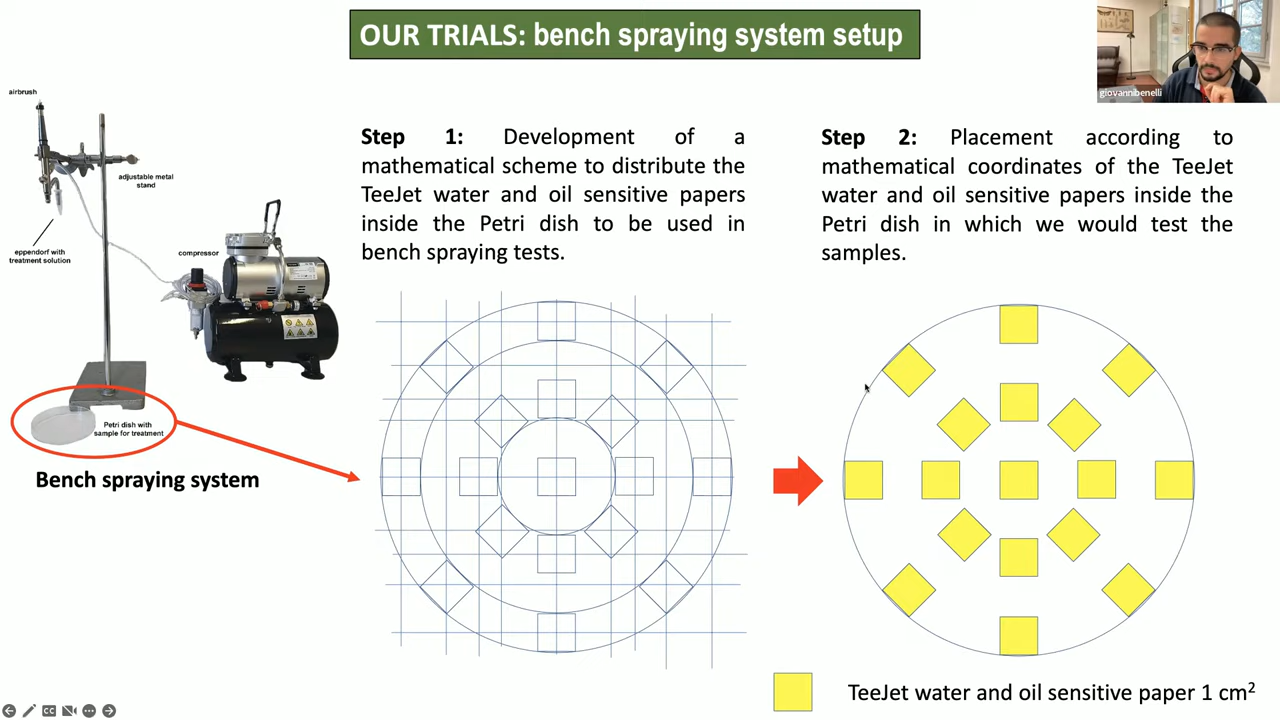 OUR TRIALS: bench spraying system setup
giovannibenelli
airbrush
adjustable metal
stand
eppendorf with
treatment solution
compressor
Petri dish with
sample for treatment
Bench spraying system
Step 1: Development of a
mathematical scheme to distribute the
TeeJet water and oil sensitive papers
inside the Petri dish to be used in
bench spraying tests.
Step 2: Placement according to
mathematical coordinates of the TeeJet
water and oil sensitive papers inside the
Petri dish in which we would test the
samples.
TeeJet water and oil sensitive paper 1 cm²
CC